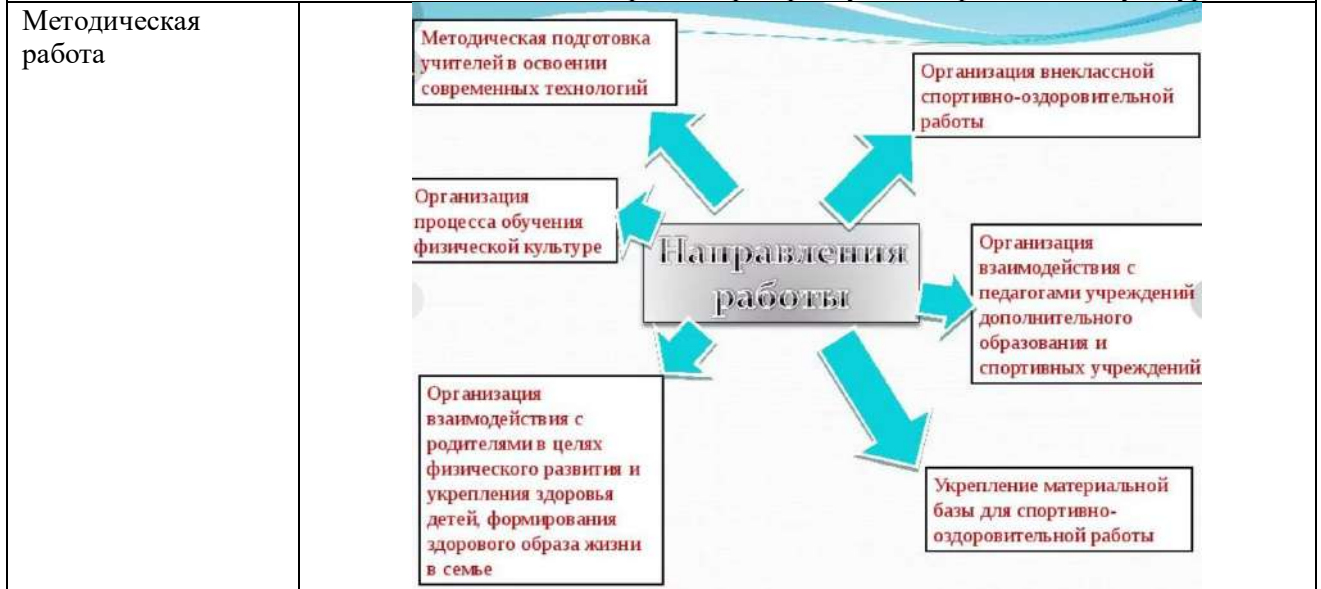 Методическая
работа
Методическая подготовка
учителей в освоении
современных технологий
Организация внеклассной
спортивно-оздоровительной
работы
Организация
процесса обучения
физической культуре
Направления
работы
Организация
взаимодействия с
педагогами учреждений
дополнительного
образования и
спортивных учреждений
Организация
взаимодействия с
родителями в целях
физического развития и
укрепления здоровья
детей, формирования
здорового образа жизни
в семье
Укрепление материальной
базы для спортивно-
оздоровительной работы